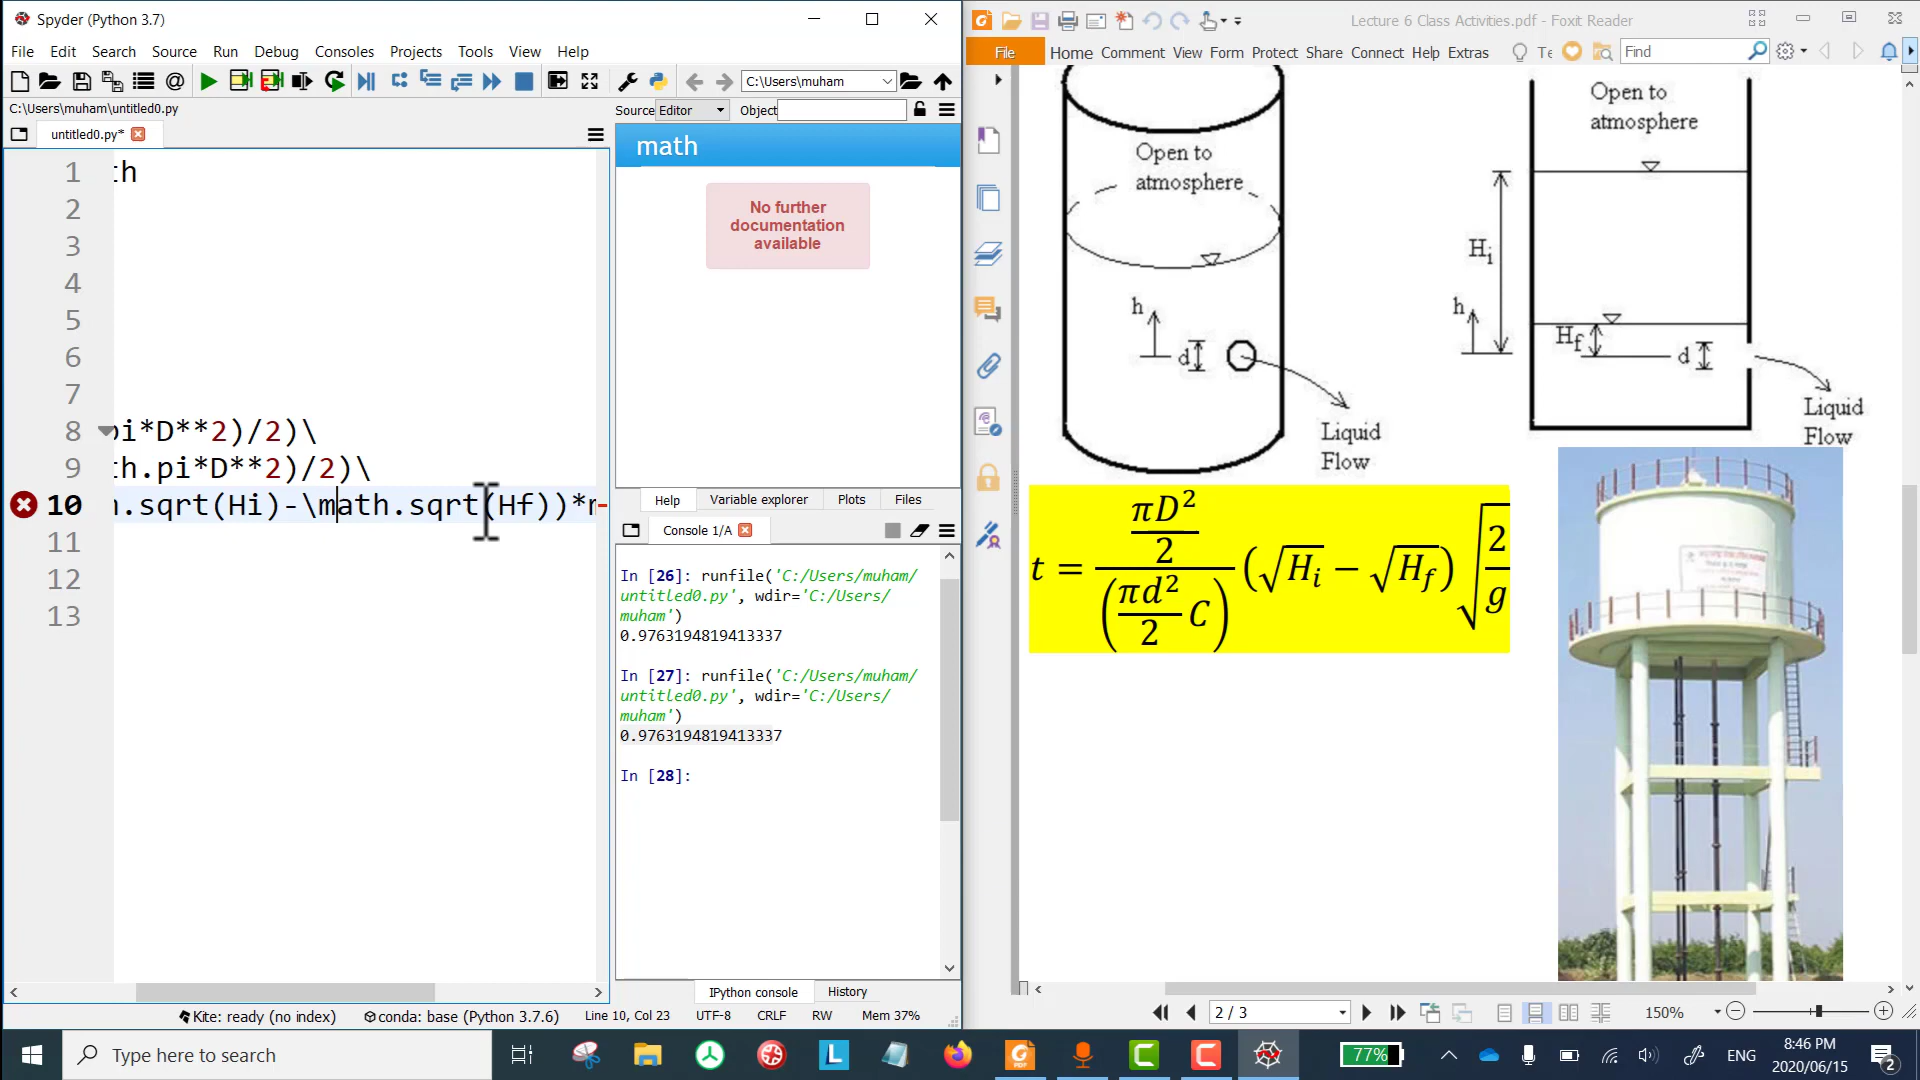 Spyder (Python 3.7)
File Edit Search Source Run Debug Consoles Projects Tools View Help
C:\Users\muham
C:\Users\muham\untitled0.py
untitled0.py*
1 th
2
3
4
5
6
7
8 pi*D**2)/2)\
9 th.pi*D**2)/2)\
10 .sqrt(Hi)-\math.sqrt(Hf))*
11
12
13
Source Editor Object
math
No further
documentation
available
Help Variable explorer Plots Files
Console 1/A
In [26]: runfile('C:/Users/muham/
untitled0.py', wdir='C:/Users/
muham')
0.9763194819413337
In [27]: runfile('C:/Users/muham/
untitled0.py', wdir='C:/Users/
muham')
0.9763194819413337
In [28]:
IPython console History
Kite: ready (no index) conda: base (Python 3.7.6) Line 10, Col 23 UTF-8 CRLF RW Mem 37%
Lecture 6 Class Activities.pdf - Foxit Reader
File Home Comment View Form Protect Share Connect Help Extras Te Find
Open to
atmosphere
h
d
Liquid
Flow
Open to
atmosphere
Hi
h
Hf
d
Liquid
Flow
t = (πD²/2)/((πd²/2) C) (√Hi − √Hf) √(2/g)
2 / 3
150%
Type here to search
L
77%
ENG
8:46 PM
2020/06/15
2